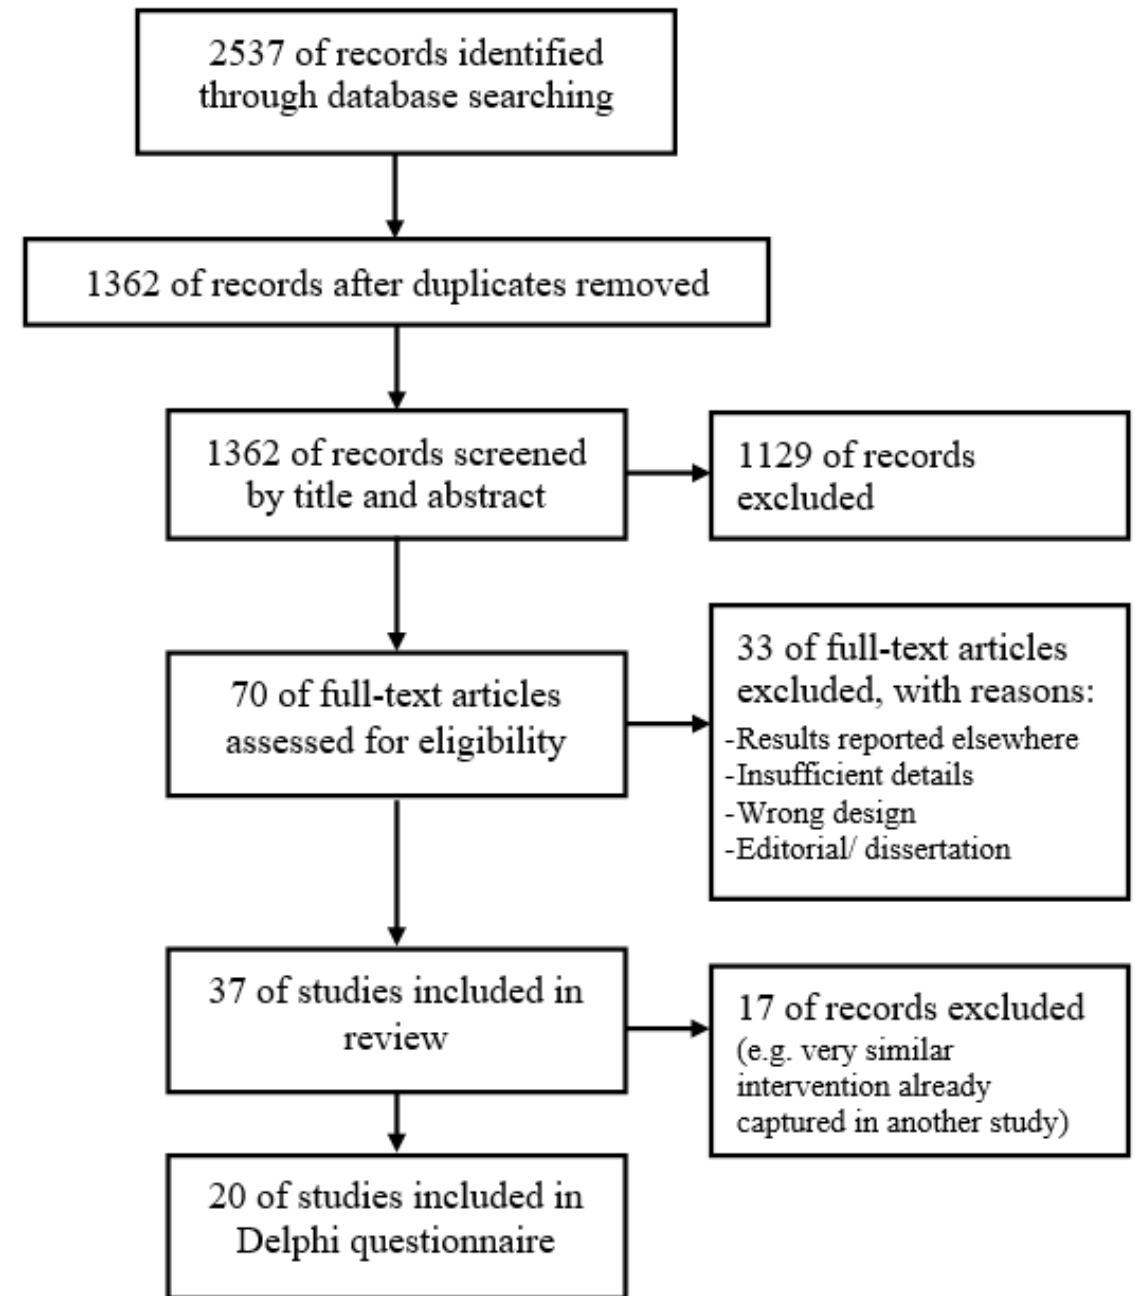 2537 of records identified
through database searching
1362 of records after duplicates removed
1362 of records screened
by title and abstract
1129 of records
excluded
70 of full-text articles
assessed for eligibility
33 of full-text articles
excluded, with reasons:
-Results reported elsewhere
-Insufficient details
-Wrong design
-Editorial/ dissertation
37 of studies included in
review
17 of records excluded
(e.g. very similar
intervention already
captured in another study)
20 of studies included in
Delphi questionnaire